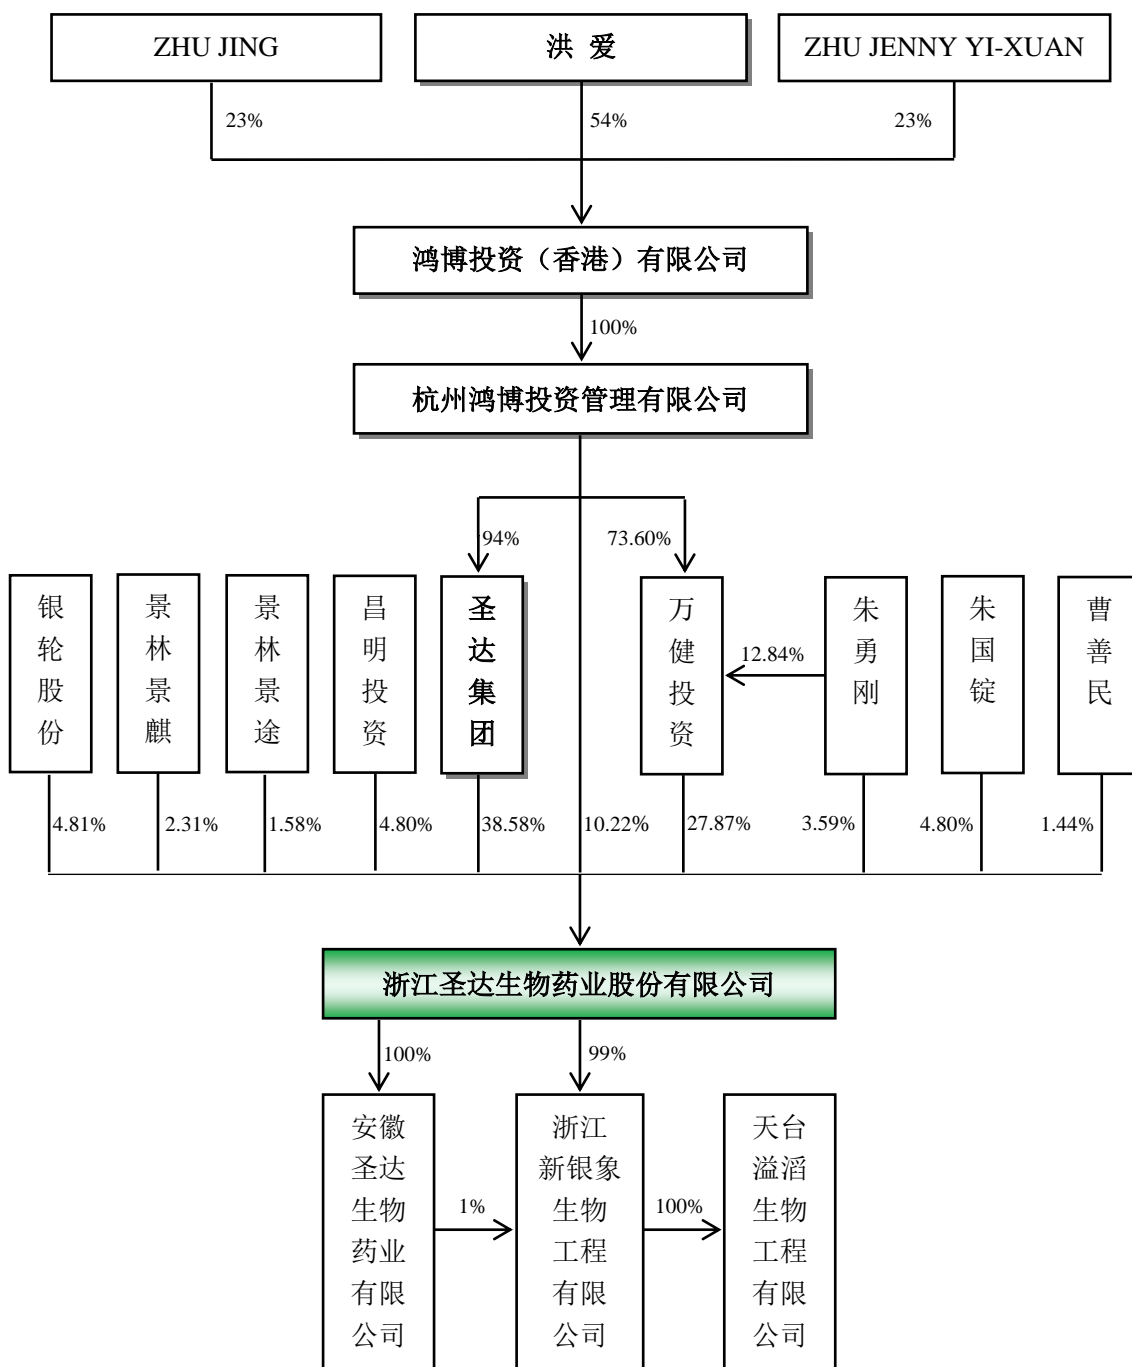 ZHU JING
洪 爱
ZHU JENNY YI-XUAN
23%
54%
23%
鸿博投资（香港）有限公司
100%
杭州鸿博投资管理有限公司
94%
73.60%
银轮股份
景林景麒
景林景途
昌明投资
圣达集团
万健投资
12.84%
朱勇刚
朱国锭
曹善民
4.81%
2.31%
1.58%
4.80%
38.58%
10.22%
27.87%
3.59%
4.80%
1.44%
浙江圣达生物药业股份有限公司
100%
99%
安徽
圣达
生物
药业
有限
公司
1%
浙江
新银象
生物
工程
有限
公司
100%
天台
溢滔
生物
工程
有限
公司